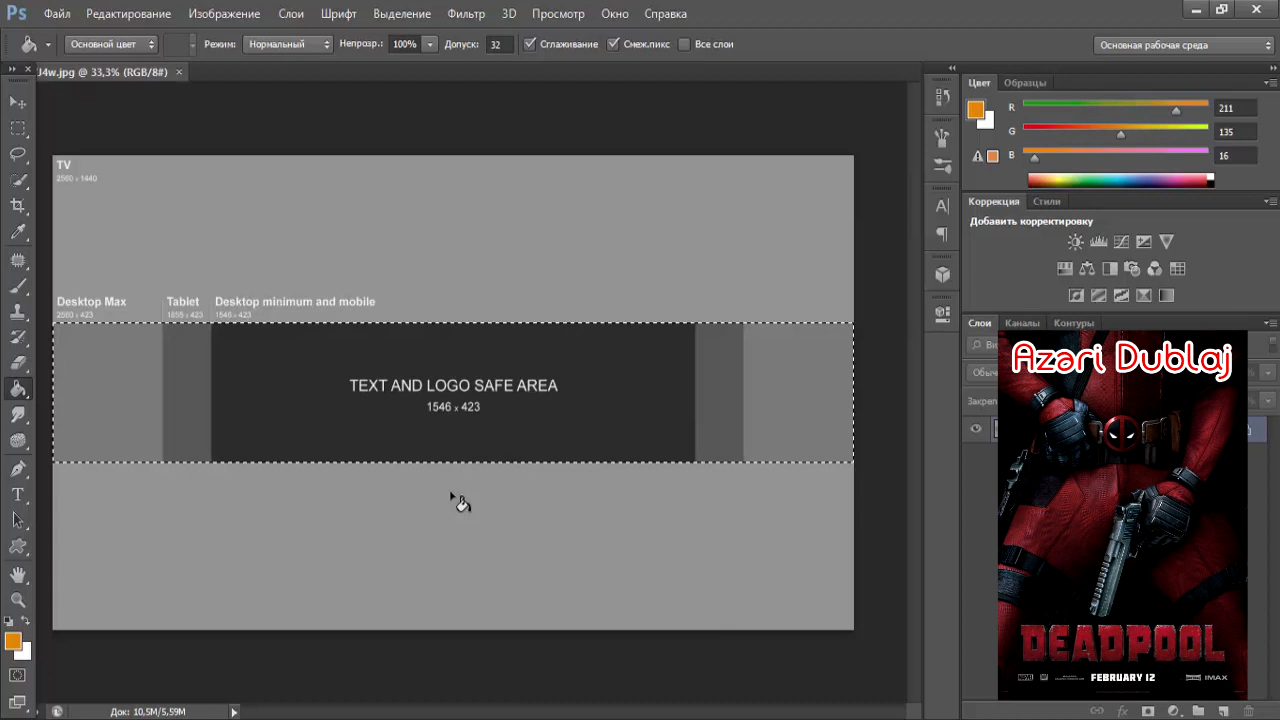 Ps Файл Редактирование Изображение Слои Шрифт Выделение Фильтр 3D Просмотр Окно Справка
Основной цвет Режим: Нормальный Непрозр.: 100% Допуск: 32 Сглаживание Смеж.пикс Все слои Основная рабочая среда
J4w.jpg @ 33,3% (RGB/8#) ×
Цвет Образцы
R 211
G 135
B 16
Коррекция Стили
Добавить корректировку
Слои Каналы Контуры
TV
2560 x 1440
Desktop Max Tablet Desktop minimum and mobile
2560 x 423 1855 x 423 1546 x 423
TEXT AND LOGO SAFE AREA
1546 x 423
Azəri Dublaj
Обыч
Закреп
DEADPOOL
MARVEL FEBRUARY 12 IMAX
Док: 10,5M/5,59M